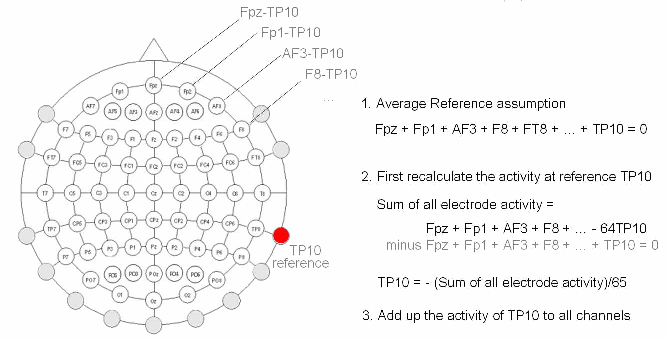 Fpz-TP10
Fp1-TP10
AF3-TP10
F8-TP10
...
Fp1 Fpz Fp2
AF7 AF3 AFz AF4 AF8
F7 F5 F3 F1 Fz F2 F4 F6 F8
FT7 FC5 FC3 FC1 FCz FC2 FC4 FC6 FT8
T7 C5 C3 C1 Cz C2 C4 C6 T8
TP7 CP5 CP3 CP1 CPz CP2 CP4 CP6 TP8
P7 P5 P3 P1 Pz P2 P4 P6 P8
PO7 PO3 POz PO4 PO8
O1 Oz O2
TP10
reference
1. Average Reference assumption
Fpz + Fp1 + AF3 + F8 + FT8 + ... + TP10 = 0
2. First recalculate the activity at reference TP10
Sum of all electrode activity =
Fpz + Fp1 + AF3 + F8 + ... - 64TP10
minus Fpz + Fp1 + AF3 + F8 + ... + TP10 = 0
TP10 = - (Sum of all electrode activity)/65
3. Add up the activity of TP10 to all channels